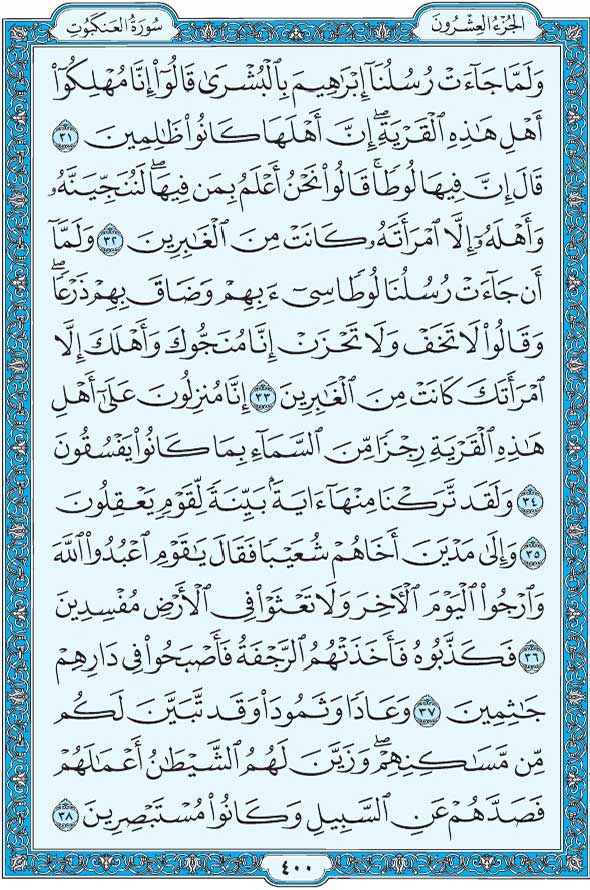 الجُزْءُ العِشْرُونَ
سُورَةُ العَنكَبُوتِ
وَلَمَّا جَآءَتْ رُسُلُنَآ إِبْرَٰهِيمَ بِٱلْبُشْرَىٰ قَالُوٓا۟ إِنَّا مُهْلِكُوٓا۟
أَهْلِ هَٰذِهِ ٱلْقَرْيَةِ ۖ إِنَّ أَهْلَهَا كَانُوا۟ ظَٰلِمِينَ ٣١
قَالَ إِنَّ فِيهَا لُوطًا ۚ قَالُوا۟ نَحْنُ أَعْلَمُ بِمَن فِيهَا ۖ لَنُنَجِّيَنَّهُۥ
وَأَهْلَهُۥٓ إِلَّا ٱمْرَأَتَهُۥ كَانَتْ مِنَ ٱلْغَٰبِرِينَ ٣٢ وَلَمَّآ
أَن جَآءَتْ رُسُلُنَا لُوطًا سِىٓءَ بِهِمْ وَضَاقَ بِهِمْ ذَرْعًا ۖ
وَقَالُوا۟ لَا تَخَفْ وَلَا تَحْزَنْ إِنَّا مُنَجُّوكَ وَأَهْلَكَ إِلَّا
ٱمْرَأَتَكَ كَانَتْ مِنَ ٱلْغَٰبِرِينَ ٣٣ إِنَّا مُنزِلُونَ عَلَىٰٓ أَهْلِ
هَٰذِهِ ٱلْقَرْيَةِ رِجْزًا مِّنَ ٱلسَّمَآءِ بِمَا كَانُوا۟ يَفْسُقُونَ
٣٤ وَلَقَد تَّرَكْنَا مِنْهَآ ءَايَةًۢ بَيِّنَةً لِّقَوْمٍ يَعْقِلُونَ
٣٥ وَإِلَىٰ مَدْيَنَ أَخَاهُمْ شُعَيْبًا فَقَالَ يَٰقَوْمِ ٱعْبُدُوا۟ ٱللَّهَ
وَٱرْجُوا۟ ٱلْيَوْمَ ٱلْءَاخِرَ وَلَا تَعْثَوْا۟ فِى ٱلْأَرْضِ مُفْسِدِينَ
٣٦ فَكَذَّبُوهُ فَأَخَذَتْهُمُ ٱلرَّجْفَةُ فَأَصْبَحُوا۟ فِى دَارِهِمْ
جَٰثِمِينَ ٣٧ وَعَادًا وَثَمُودَا۟ وَقَد تَّبَيَّنَ لَكُم
مِّن مَّسَٰكِنِهِمْ ۖ وَزَيَّنَ لَهُمُ ٱلشَّيْطَٰنُ أَعْمَٰلَهُمْ
فَصَدَّهُمْ عَنِ ٱلسَّبِيلِ وَكَانُوا۟ مُسْتَبْصِرِينَ ٣٨
٤٠٠